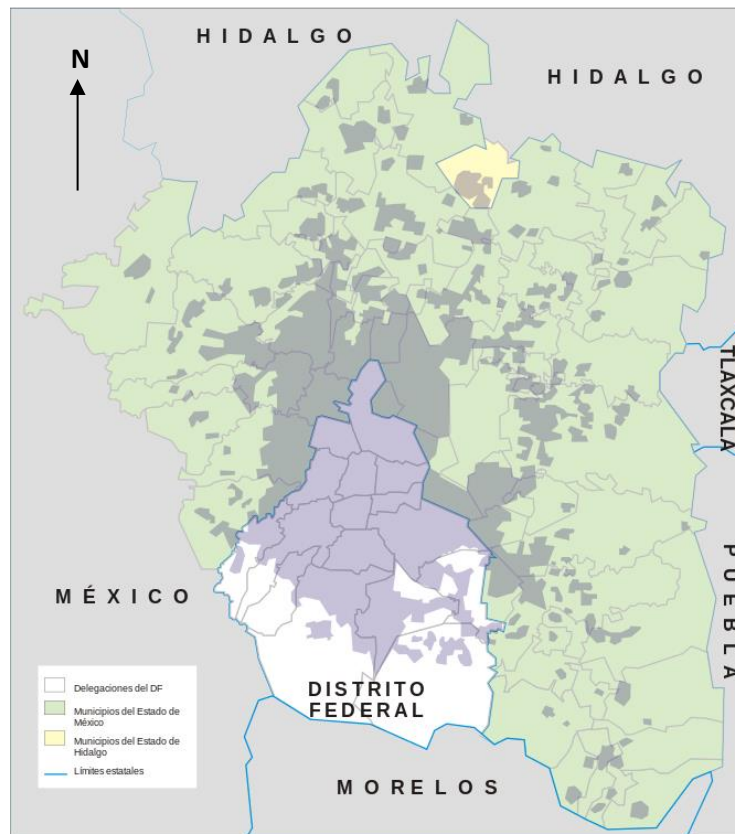 HIDALGO
HIDALGO
N
TLAXCALA
PUEBLA
MÉXICO
Delegaciones del DF
Municipios del Estado de
México
Municipios del Estado de
Hidalgo
Límites estatales
DISTRITO
FEDERAL
MORELOS